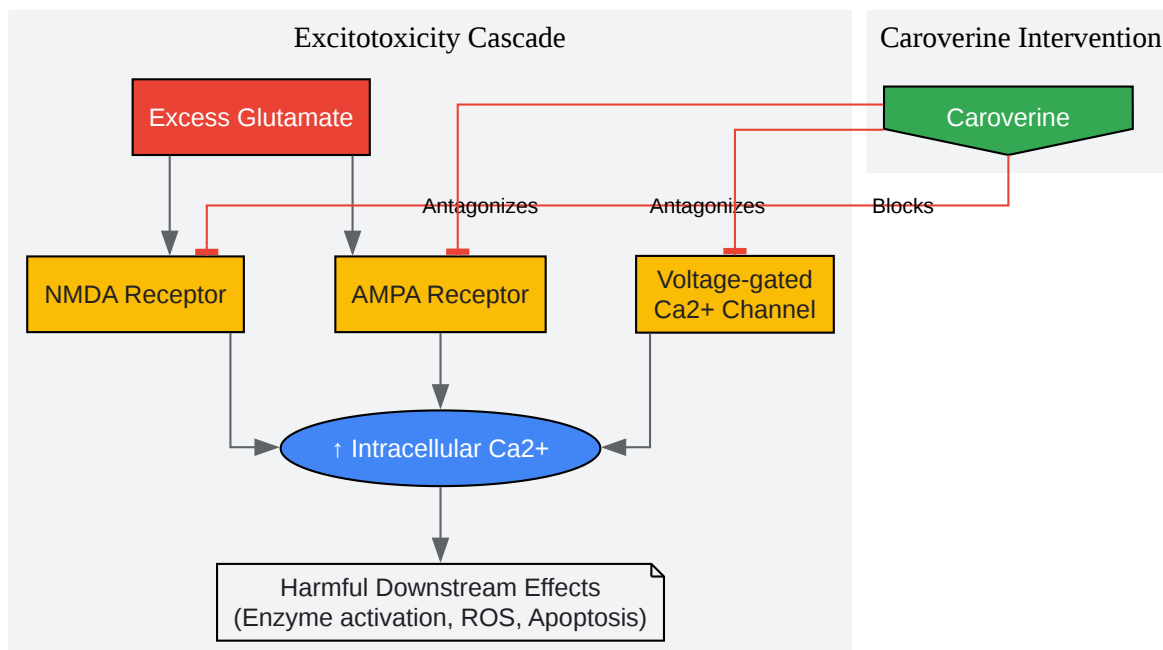 Excitotoxicity Cascade
Caroverine Intervention
Excess Glutamate
Caroverine
Antagonizes
Antagonizes
Blocks
NMDA Receptor
AMPA Receptor
Voltage-gated
Ca2+ Channel
↑ Intracellular Ca2+
Harmful Downstream Effects
(Enzyme activation, ROS, Apoptosis)